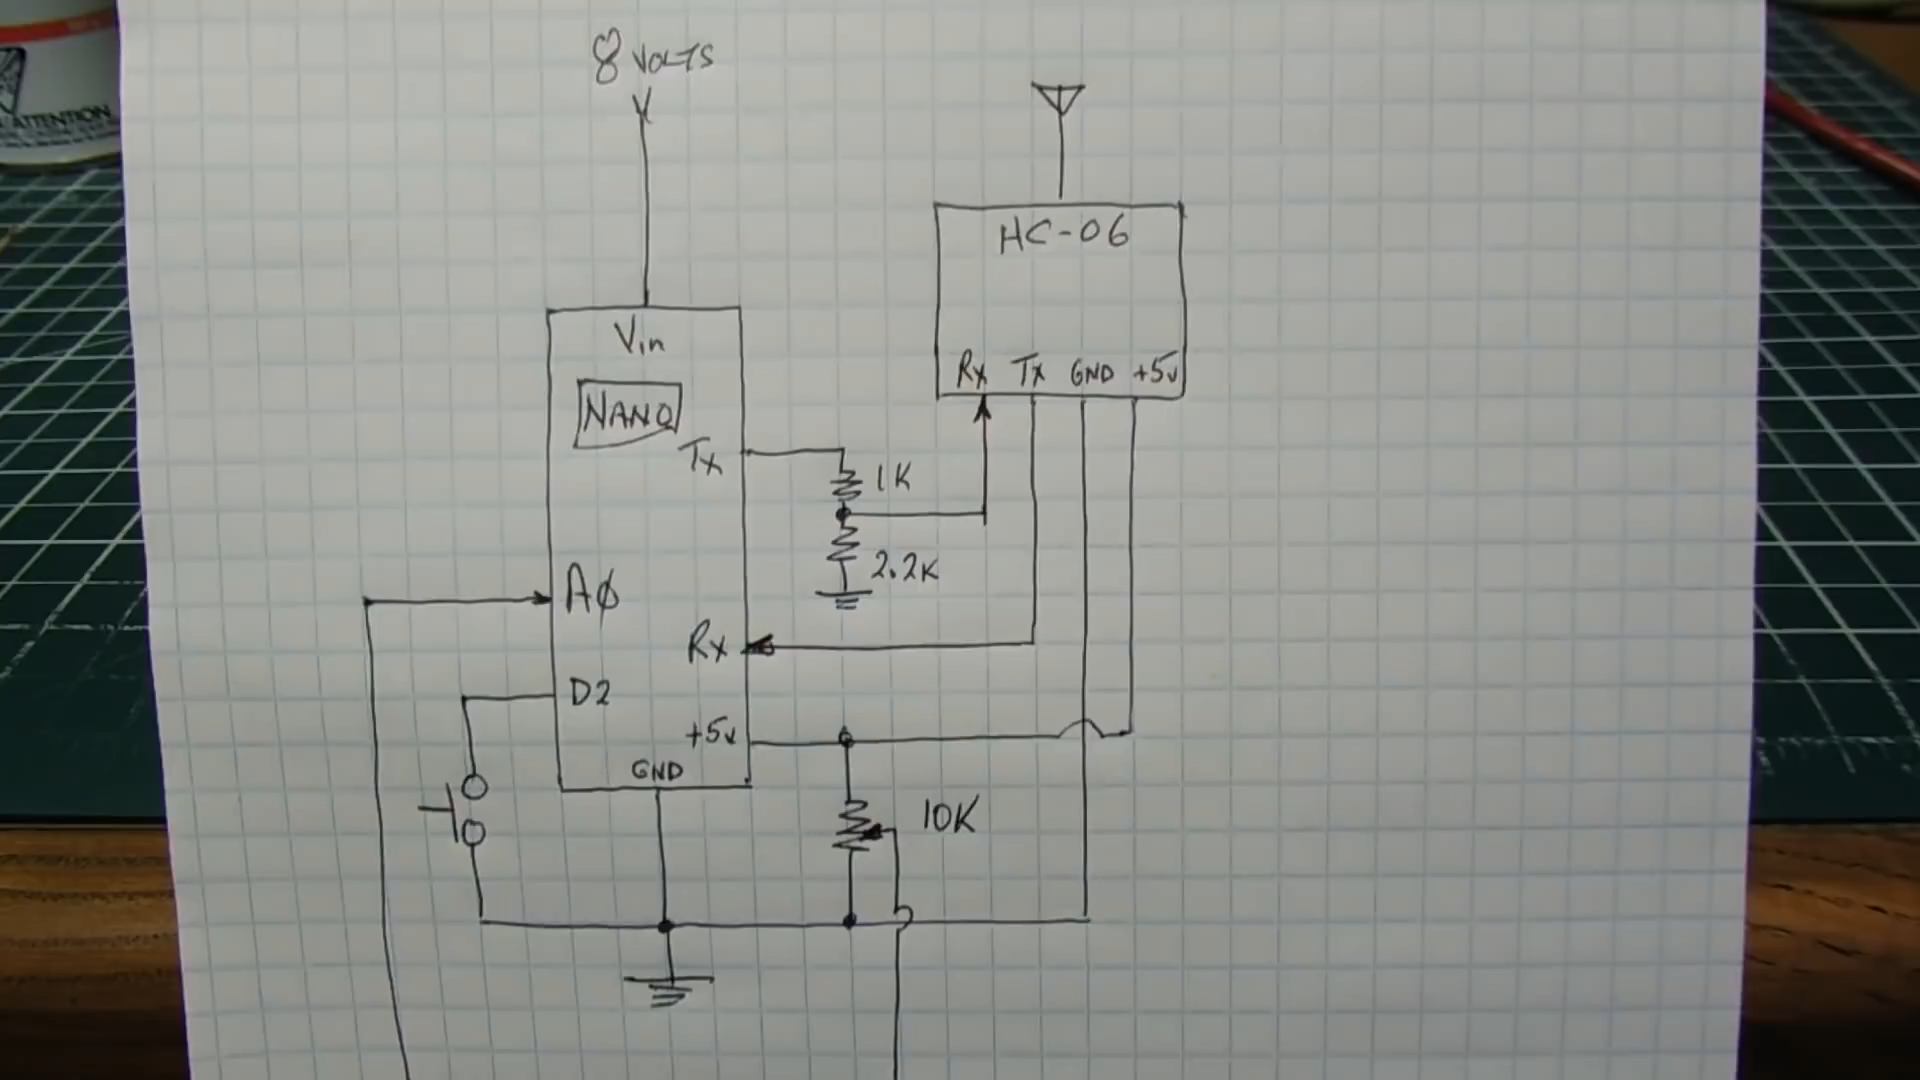 8 VOLTS
HC-06
Vin
Rx Tx GND +5v
NANO
Tx
1K
2.2K
AØ
Rx
D2
+5v
GND
10K
ATTENTION